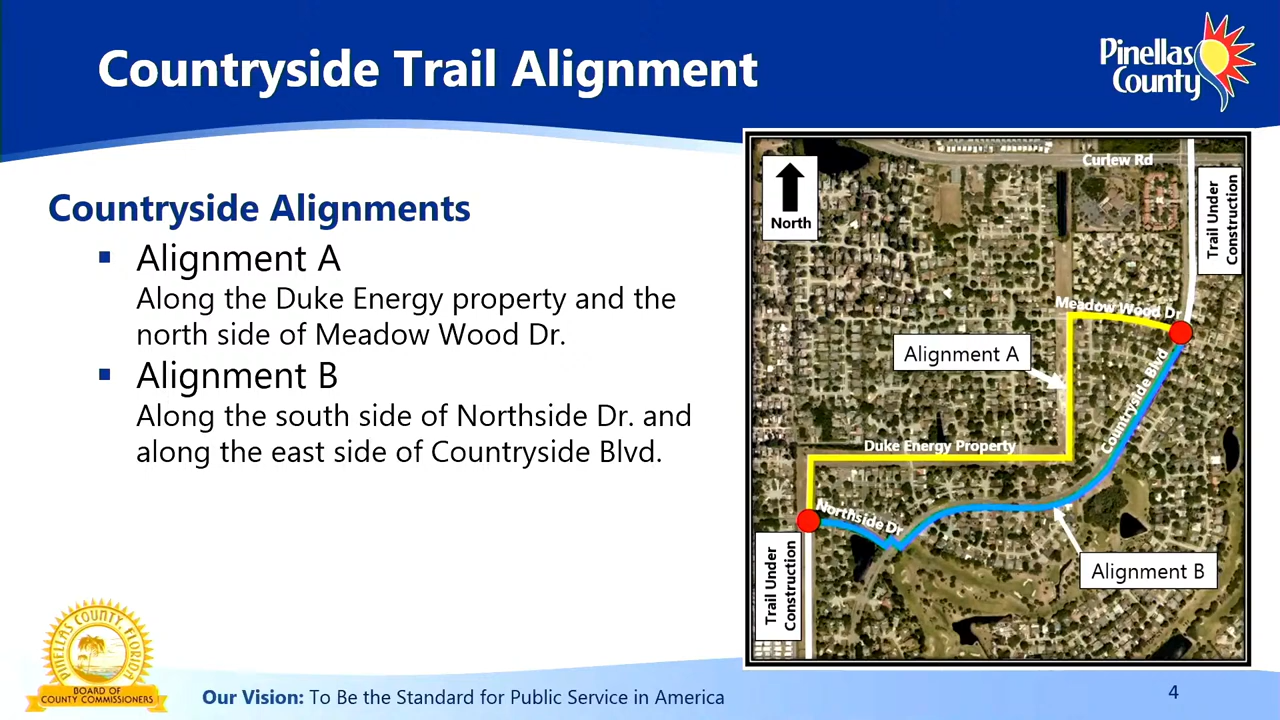 Countryside Trail Alignment
Pinellas
County
Countryside Alignments
▪ Alignment A
Along the Duke Energy property and the
north side of Meadow Wood Dr.
▪ Alignment B
Along the south side of Northside Dr. and
along the east side of Countryside Blvd.
Curlew Rd
North
Trail Under
Construction
Meadow Wood Dr
Alignment A
Countryside Blvd
Duke Energy Property
Northside Dr
Alignment B
Trail Under
Construction
PINELLAS COUNTY, FLORIDA
BOARD OF
COUNTY COMMISSIONERS
Our Vision: To Be the Standard for Public Service in America
4